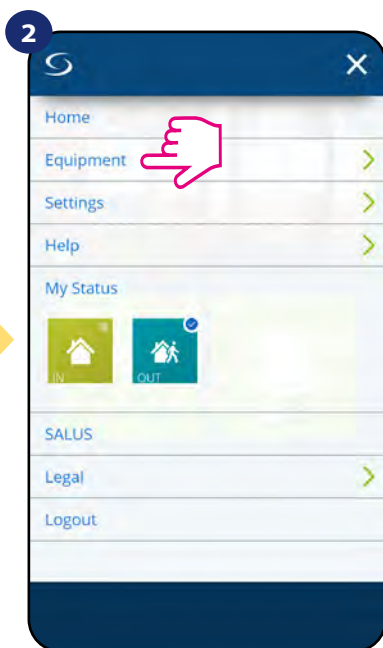 2
Home
Equipment
Settings
Help
My Status
IN
OUT
SALUS
Legal
Logout